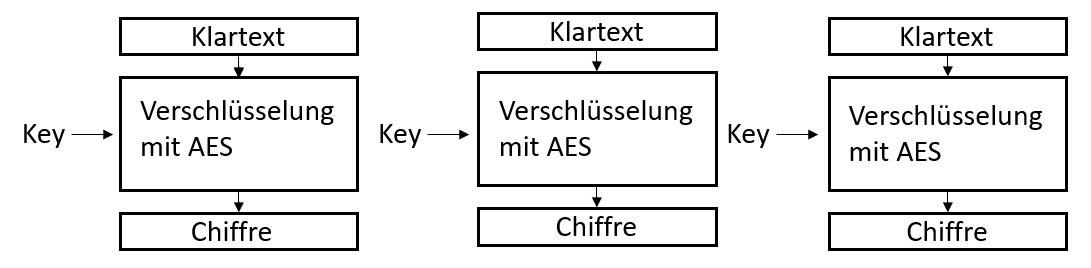 Klartext
Key
Verschlüsselung
mit AES
Chiffre
Klartext
Key
Verschlüsselung
mit AES
Chiffre
Klartext
Key
Verschlüsselung
mit AES
Chiffre